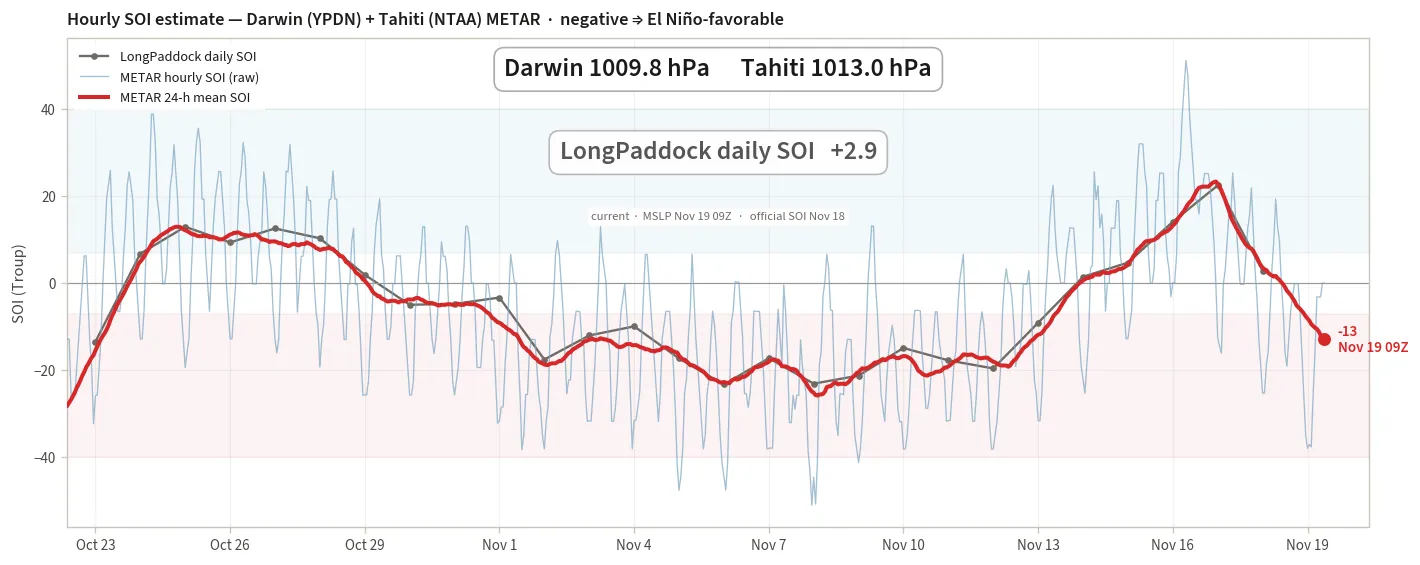 Hourly SOI estimate — Darwin (YPDN) + Tahiti (NTAA) METAR · negative ⇒ El Niño-favorable
LongPaddock daily SOI
METAR hourly SOI (raw)
METAR 24-h mean SOI
Darwin 1009.8 hPa Tahiti 1013.0 hPa
LongPaddock daily SOI +2.9
current · MSLP Nov 19 09Z · official SOI Nov 18
SOI (Troup)
40
20
0
−20
−40
-13
Nov 19 09Z
Oct 23
Oct 26
Oct 29
Nov 1
Nov 4
Nov 7
Nov 10
Nov 13
Nov 16
Nov 19